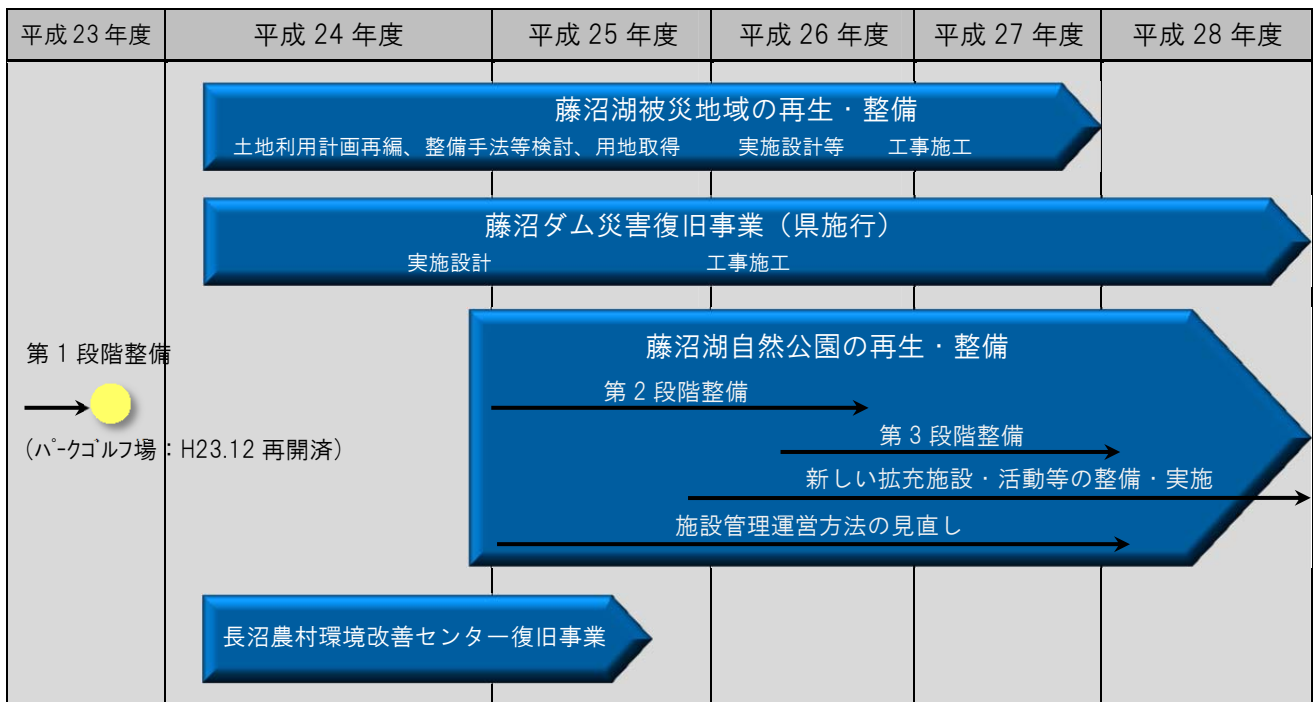 平成23年度
平成24年度
平成25年度
平成26年度
平成27年度
平成28年度
藤沼湖被災地域の再生・整備
土地利用計画再編、整備手法等検討、用地取得
実施設計等
工事施工
藤沼ダム災害復旧事業（県施行）
実施設計
工事施工
第1段階整備
(ﾊﾟｰｸｺﾞﾙﾌ場：H23.12再開済)
藤沼湖自然公園の再生・整備
第2段階整備
第3段階整備
新しい拡充施設・活動等の整備・実施
施設管理運営方法の見直し
長沼農村環境改善センター復旧事業